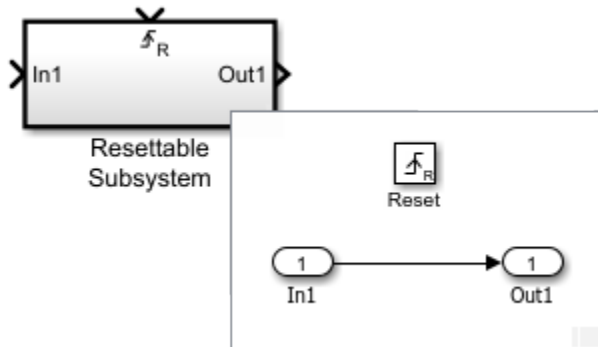 R
In1
Out1
Resettable
Subsystem
R
Reset
1
1
In1
Out1